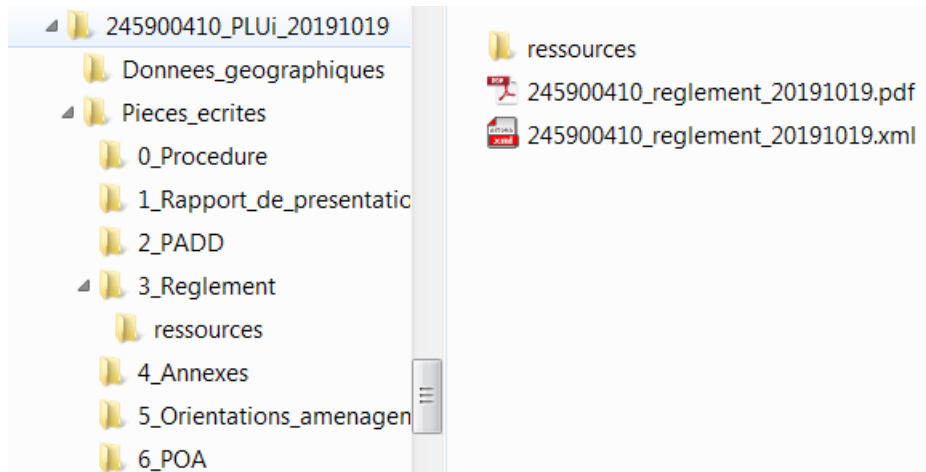 245900410_PLUi_20191019
Donnees_geographiques
Pieces_ecrites
0_Procedure
1_Rapport_de_presentatic
2_PADD
3_Reglement
ressources
4_Annexes
5_Orientations_amenagen
6_POA
ressources
245900410_reglement_20191019.pdf
245900410_reglement_20191019.xml